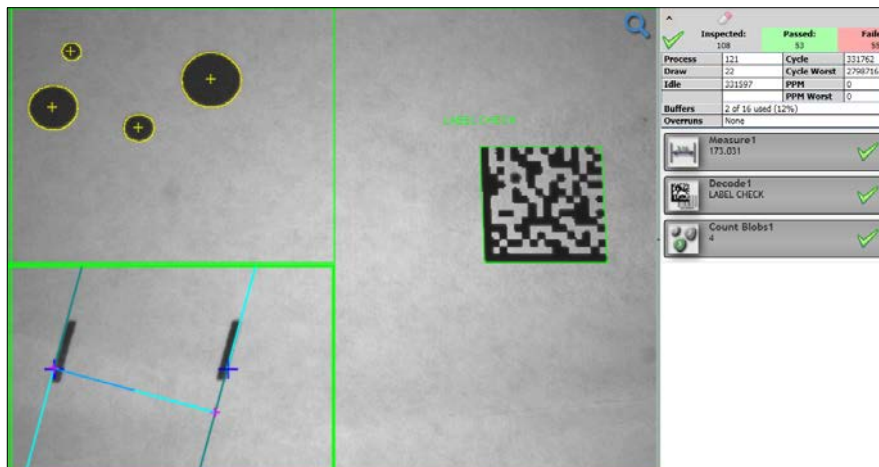 LABEL CHECK
Inspected: Passed: Faile
108 53 55
Process 121 Cycle 331762
Draw 22 Cycle Worst 2798716
Idle 331597 PPM 0
PPM Worst 0
Buffers 2 of 16 used (12%)
Overruns None
Measure1
173.031
Decode1
LABEL CHECK
Count Blobs1
4